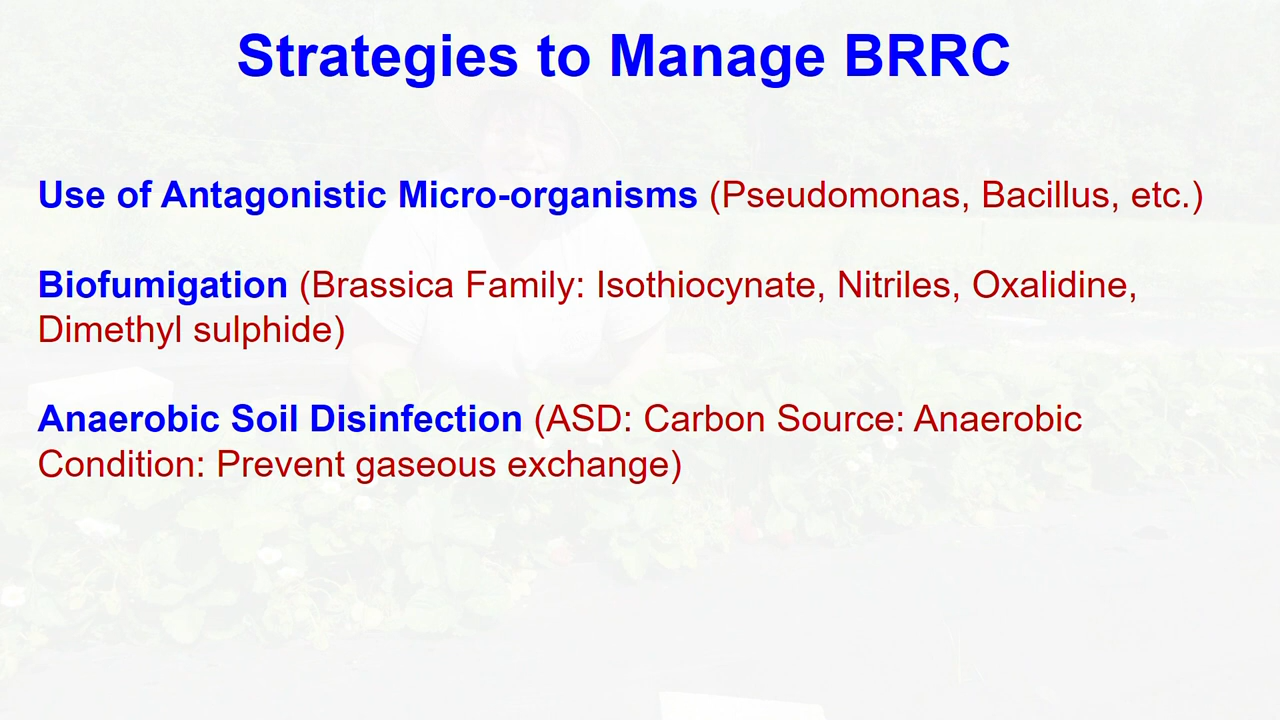 Strategies to Manage BRRC
Use of Antagonistic Micro-organisms (Pseudomonas, Bacillus, etc.)
Biofumigation (Brassica Family: Isothiocynate, Nitriles, Oxalidine,
Dimethyl sulphide)
Anaerobic Soil Disinfection (ASD: Carbon Source: Anaerobic
Condition: Prevent gaseous exchange)